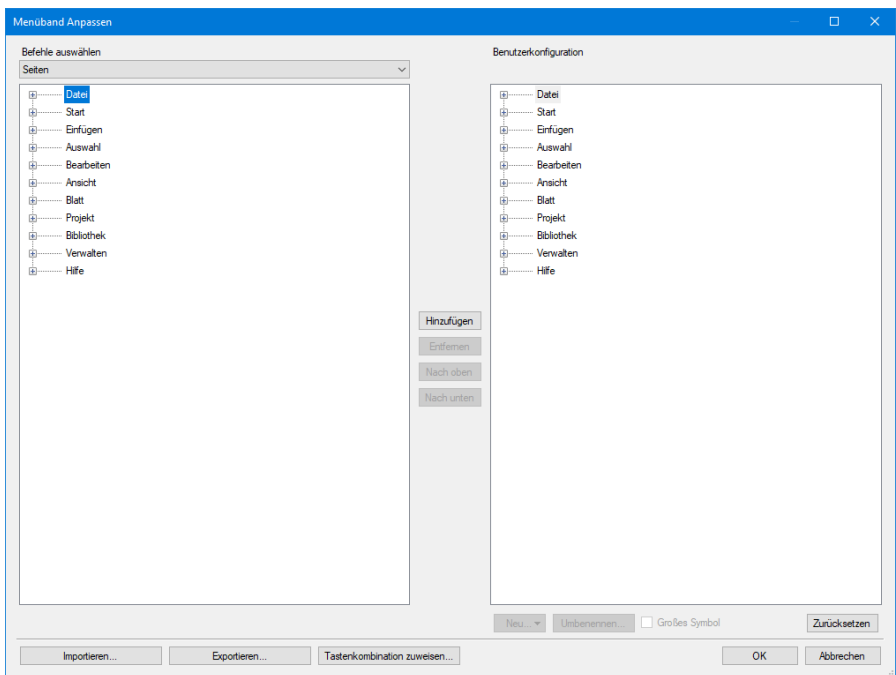 Menüband Anpassen
Befehle auswählen
Seiten
Datei
Start
Einfügen
Auswahl
Bearbeiten
Ansicht
Blatt
Projekt
Bibliothek
Verwalten
Hilfe
Hinzufügen
Entfernen
Nach oben
Nach unten
Benutzerkonfiguration
Datei
Start
Einfügen
Auswahl
Bearbeiten
Ansicht
Blatt
Projekt
Bibliothek
Verwalten
Hilfe
Neu... Umbenennen... Großes Symbol Zurücksetzen
Importieren... Exportieren... Tastenkombination zuweisen... OK Abbrechen